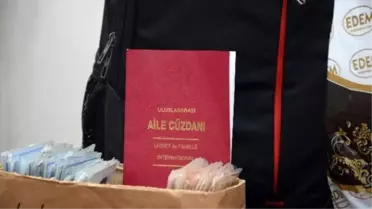 ULUSLARARASI
AİLE CÜZDANI
LIVRET de FAMILLE
INTERNATIONAL
EDEM
EDEM